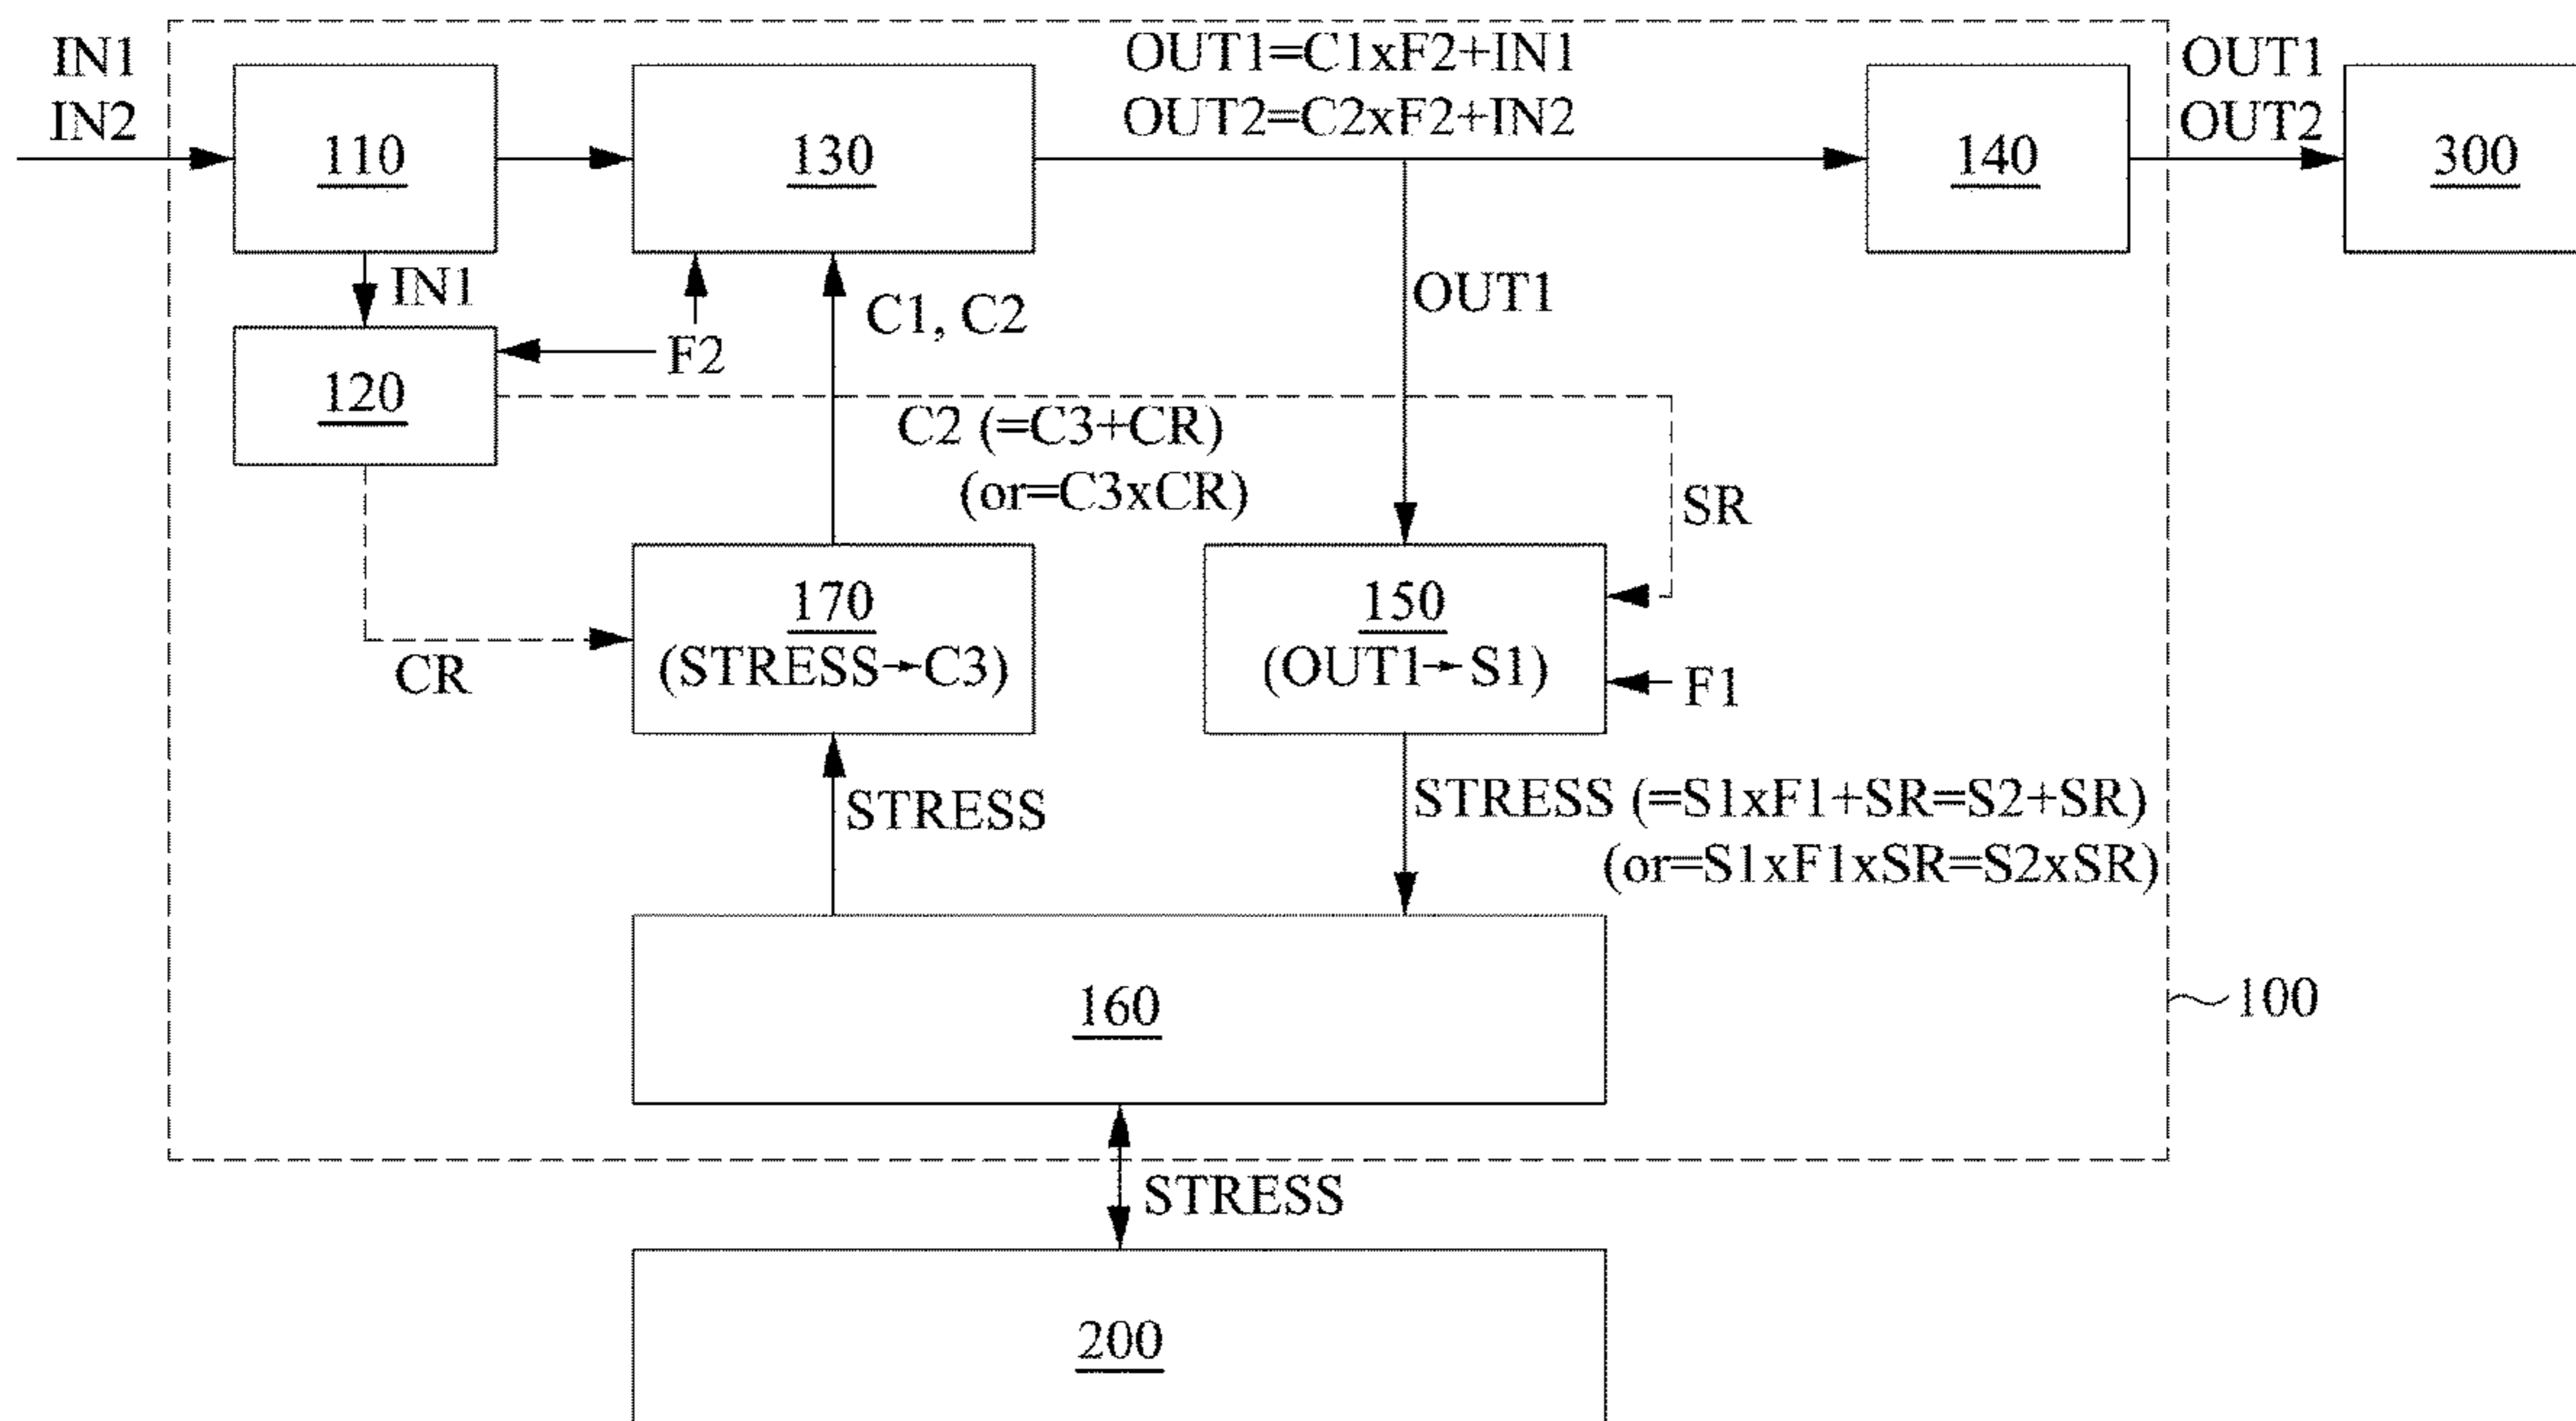 IN1
IN2
110
130
OUT1=C1xF2+IN1
OUT2=C2xF2+IN2
140
OUT1
OUT2
300
IN1
F2
C1, C2
OUT1
120
C2 (=C3+CR)
(or=C3xCR)
SR
CR
170
(STRESS→C3)
150
(OUT1→S1)
F1
STRESS
STRESS (=S1xF1+SR=S2+SR)
(or=S1xF1xSR=S2xSR)
160
100
STRESS
200